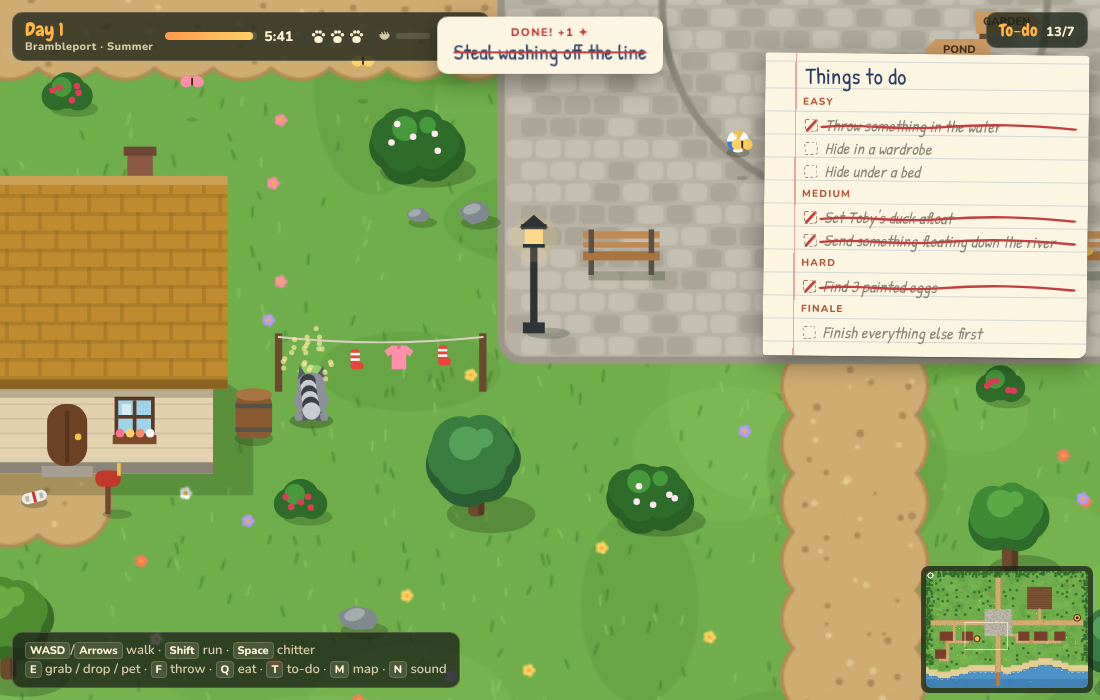 Day 1
Brambleport · Summer
5:41
DONE! +1 ✦
Steal washing off the line
GARDEN
To-do 13/7
POND
Things to do
EASY
Throw something in the water
Hide in a wardrobe
Hide under a bed
MEDIUM
Set Toby's duck afloat
Send something floating down the river
HARD
Find 3 painted eggs
FINALE
Finish everything else first
WASD/Arrows walk · Shift run · Space chitter
E grab / drop / pet · F throw · Q eat · T to-do · M map · N sound